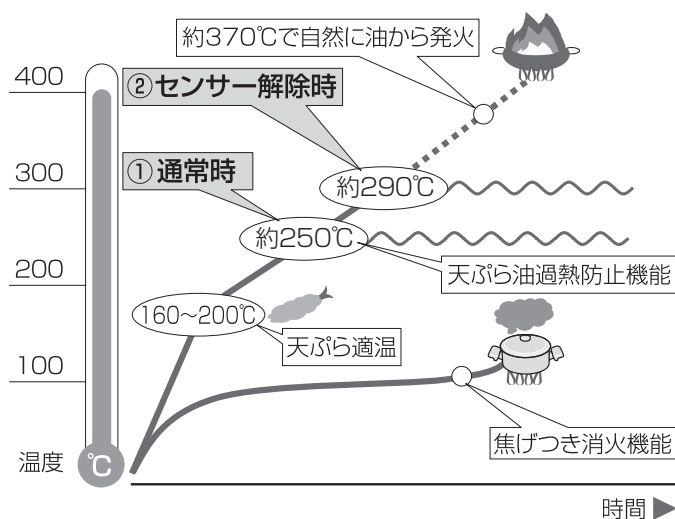 約370℃で自然に油から発火
400
②センサー解除時
①通常時
300
約290℃
約250℃
200
天ぷら油過熱防止機能
160〜200℃
天ぷら適温
100
焦げつき消火機能
温度
℃
時間